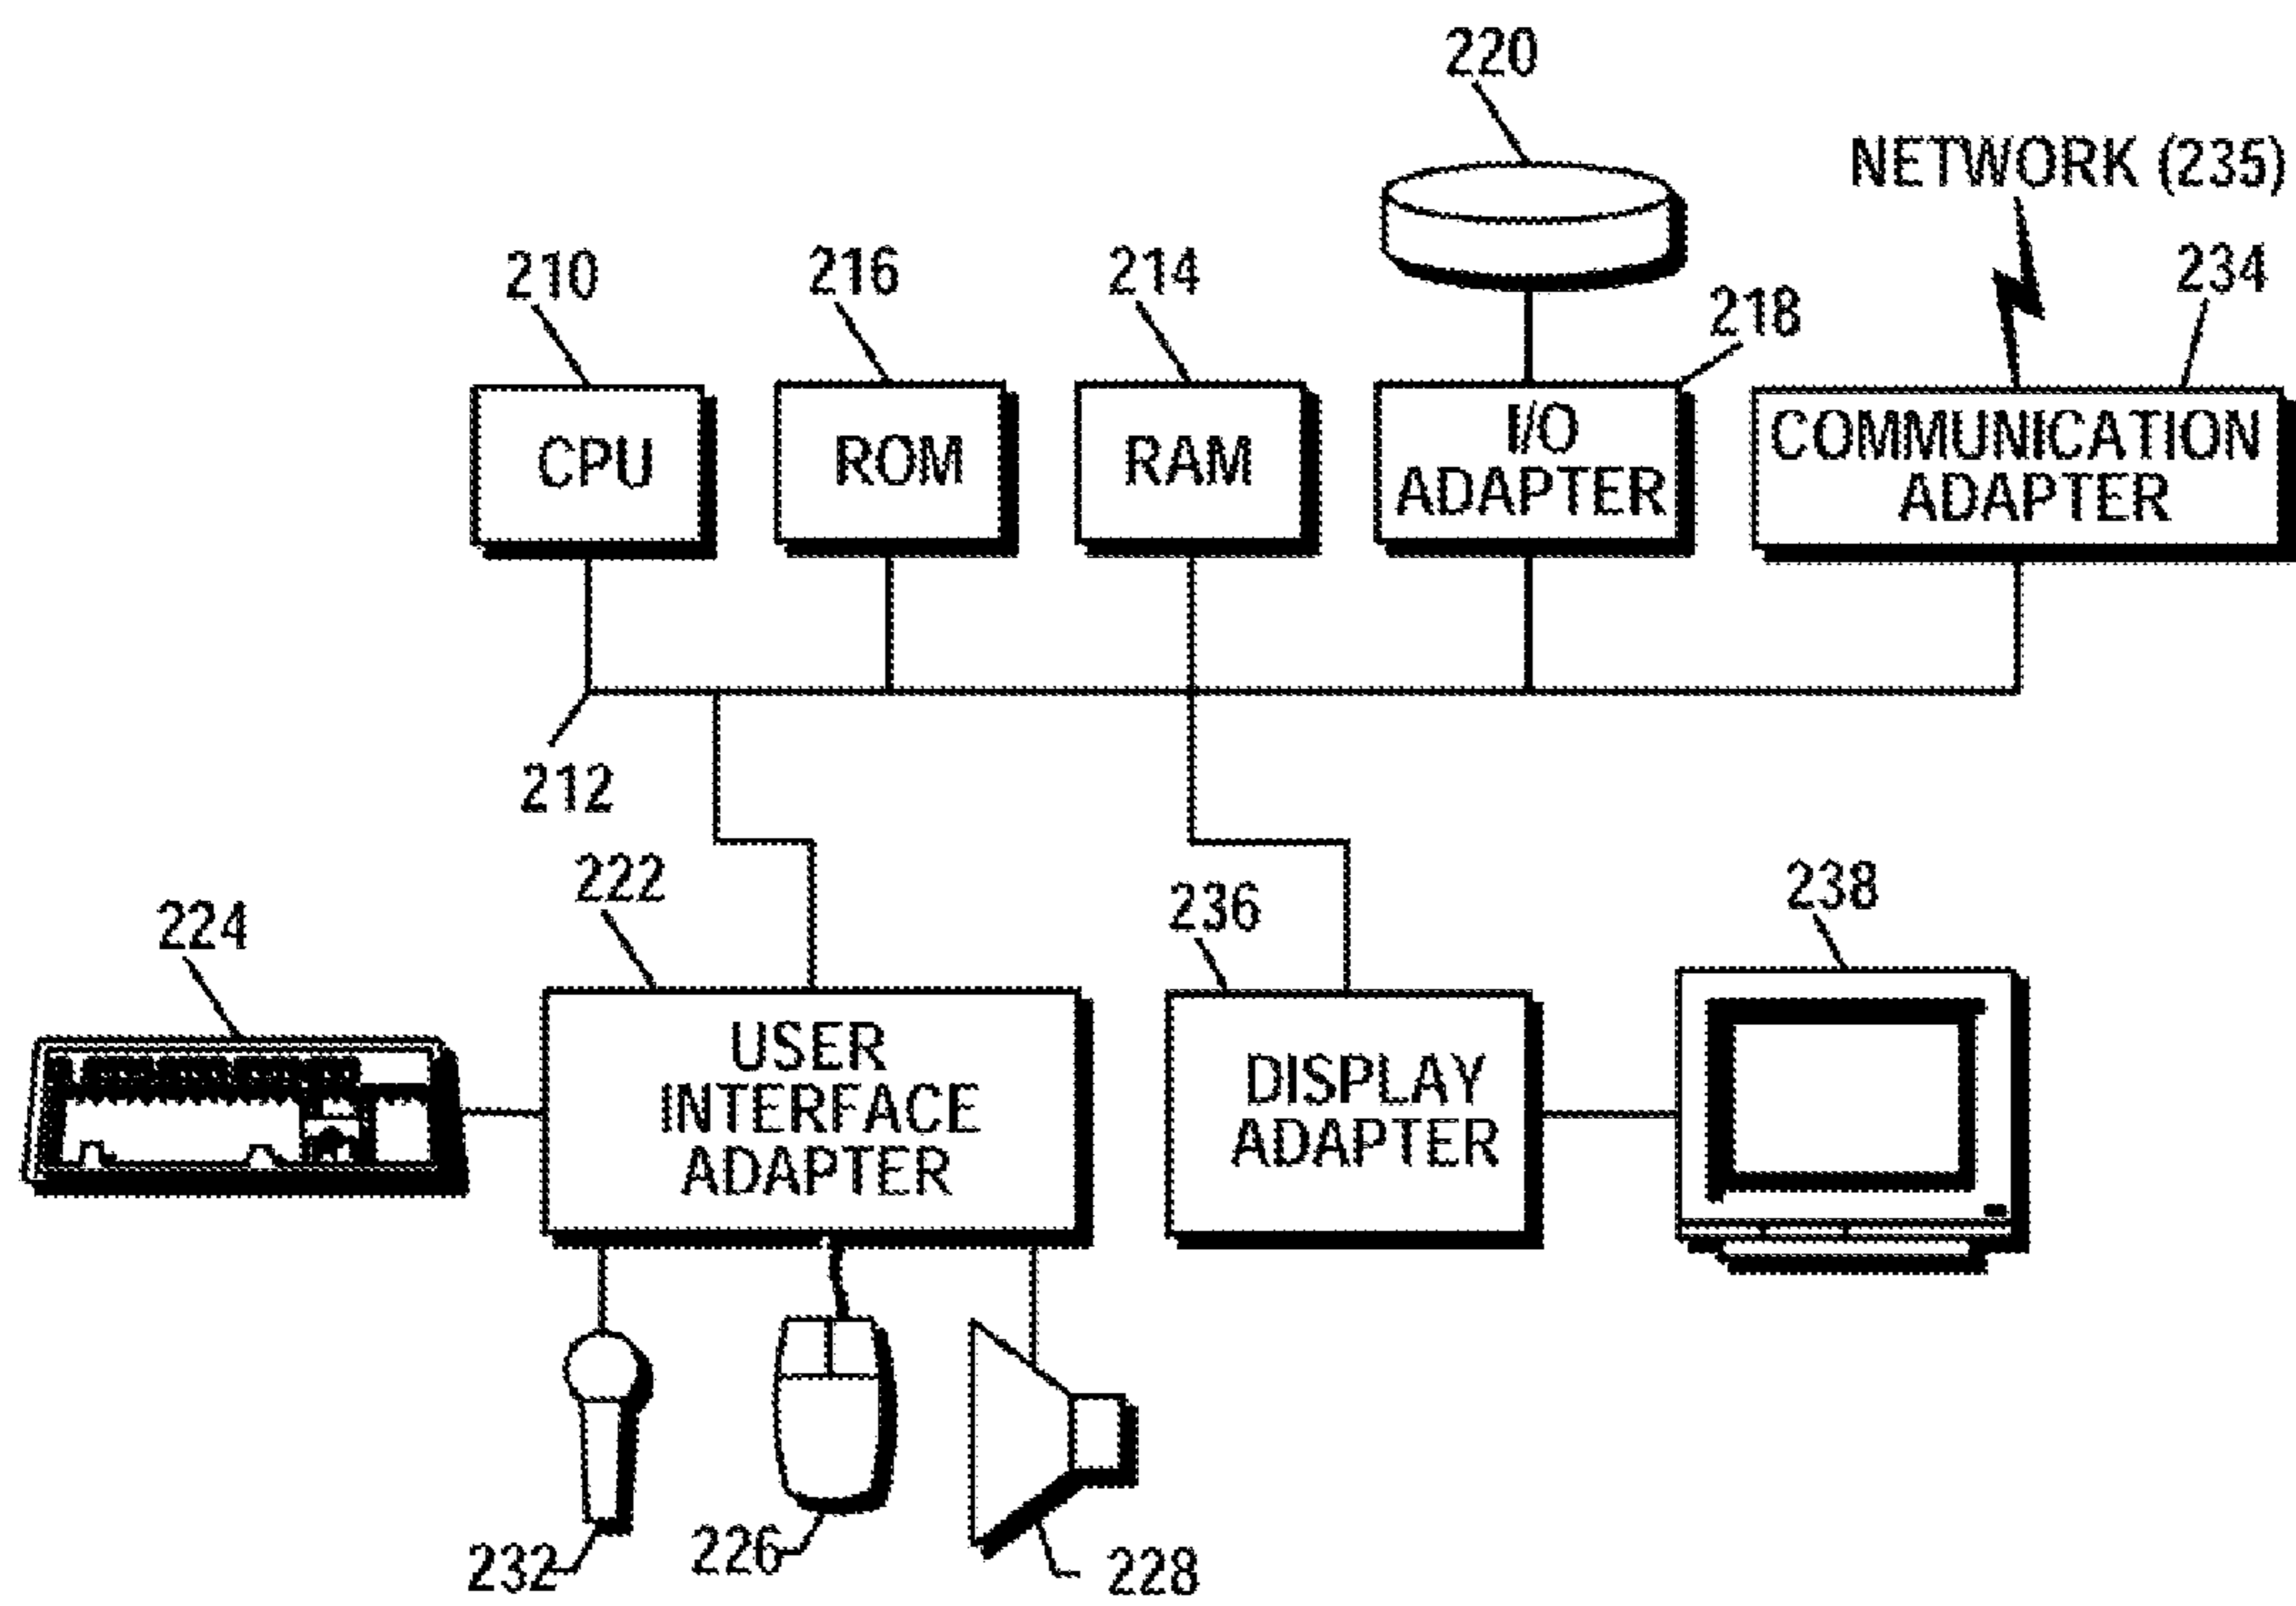 220
NETWORK (235)
210
216
214
218
234
CPU
ROM
RAM
I/O
ADAPTER
COMMUNICATION
ADAPTER
212
222
224
236
238
USER
INTERFACE
ADAPTER
DISPLAY
ADAPTER
232
226
228